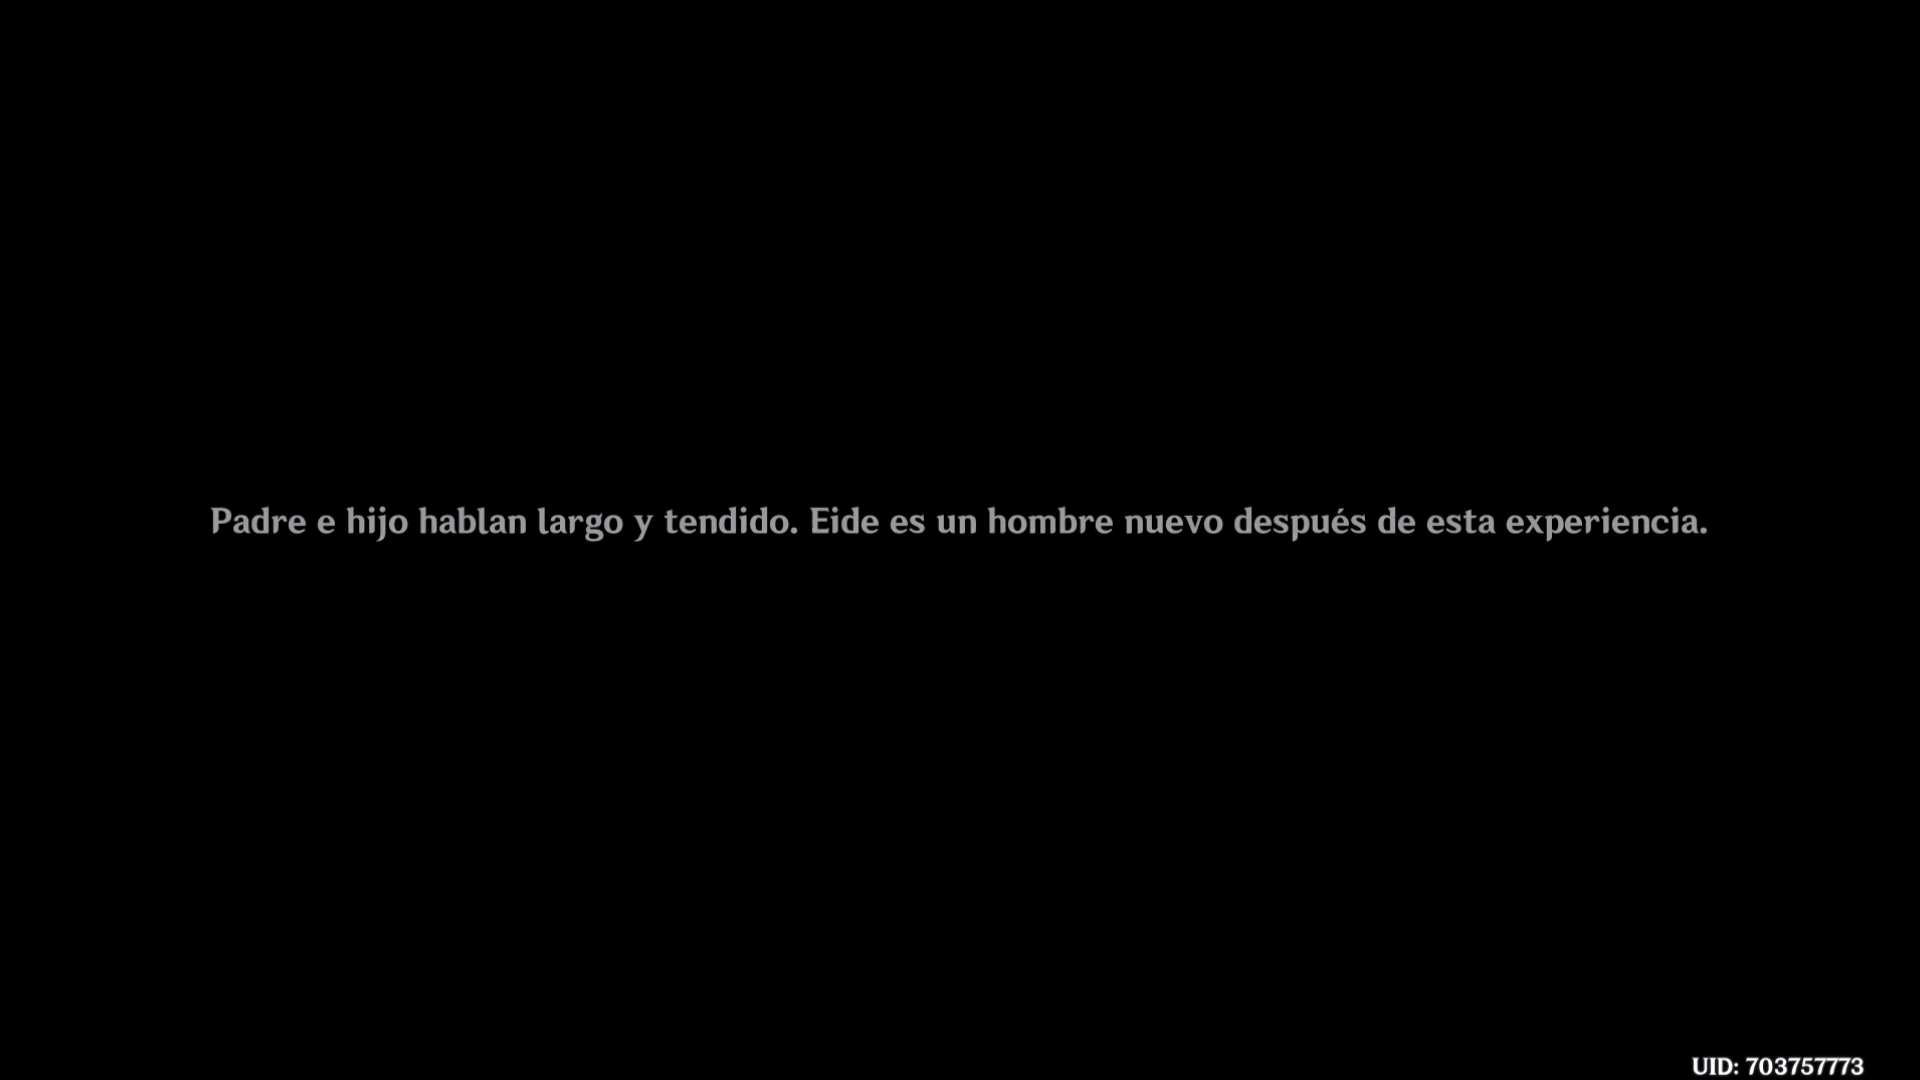 Padre e hijo hablan largo y tendido. Eide es un hombre nuevo después de esta experiencia.
UID: 703757773